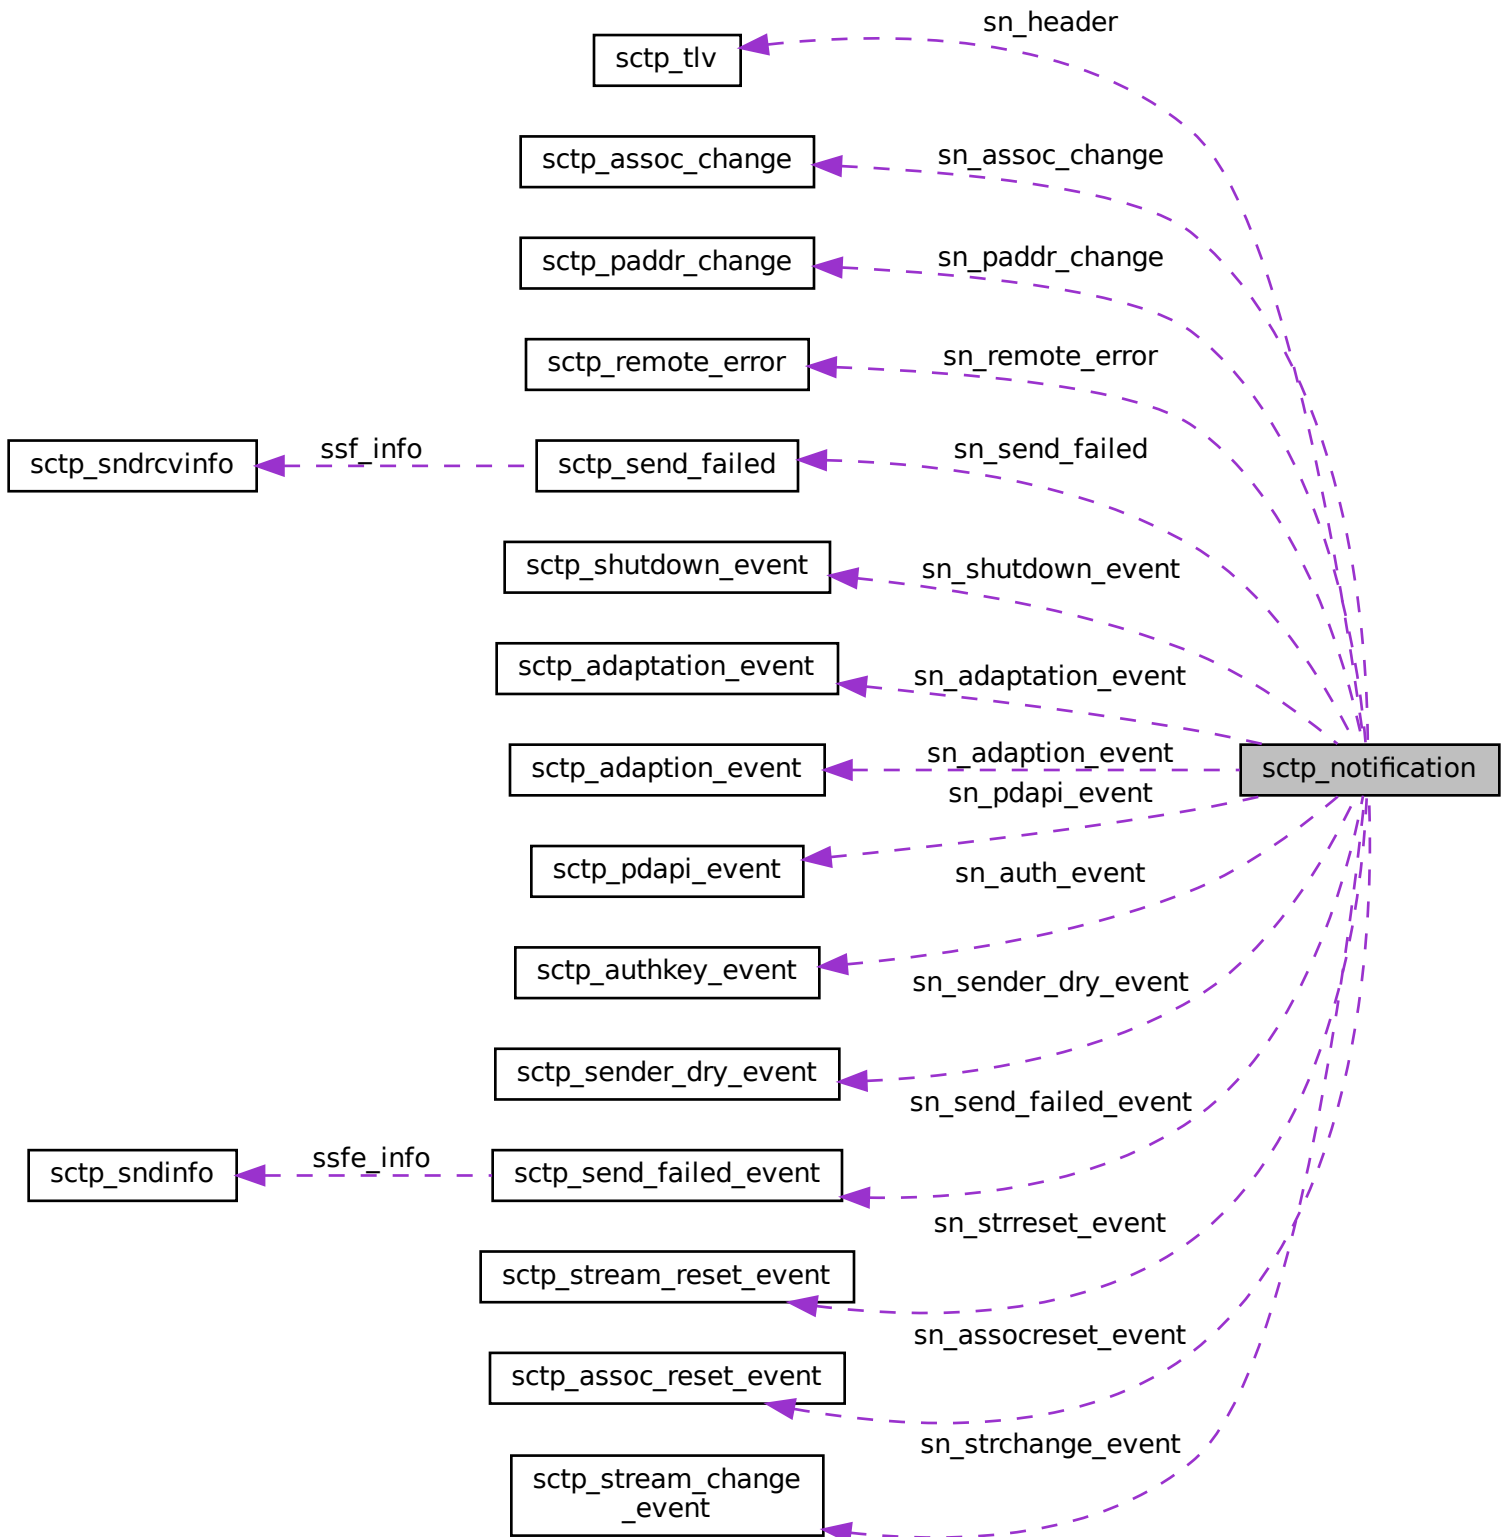 sn_header
sctp_tlv
sn_assoc_change
sctp_assoc_change
sn_paddr_change
sctp_paddr_change
sn_remote_error
sctp_remote_error
sctp_sndrcvinfo
ssf_info
sctp_send_failed
sn_send_failed
sctp_shutdown_event
sn_shutdown_event
sctp_adaptation_event
sn_adaptation_event
sctp_adaption_event
sn_adaption_event
sctp_notification
sn_pdapi_event
sctp_pdapi_event
sn_auth_event
sctp_authkey_event
sn_sender_dry_event
sctp_sender_dry_event
sn_send_failed_event
sctp_sndinfo
ssfe_info
sctp_send_failed_event
sn_strreset_event
sctp_stream_reset_event
sn_assocreset_event
sctp_assoc_reset_event
sn_strchange_event
sctp_stream_change
_event